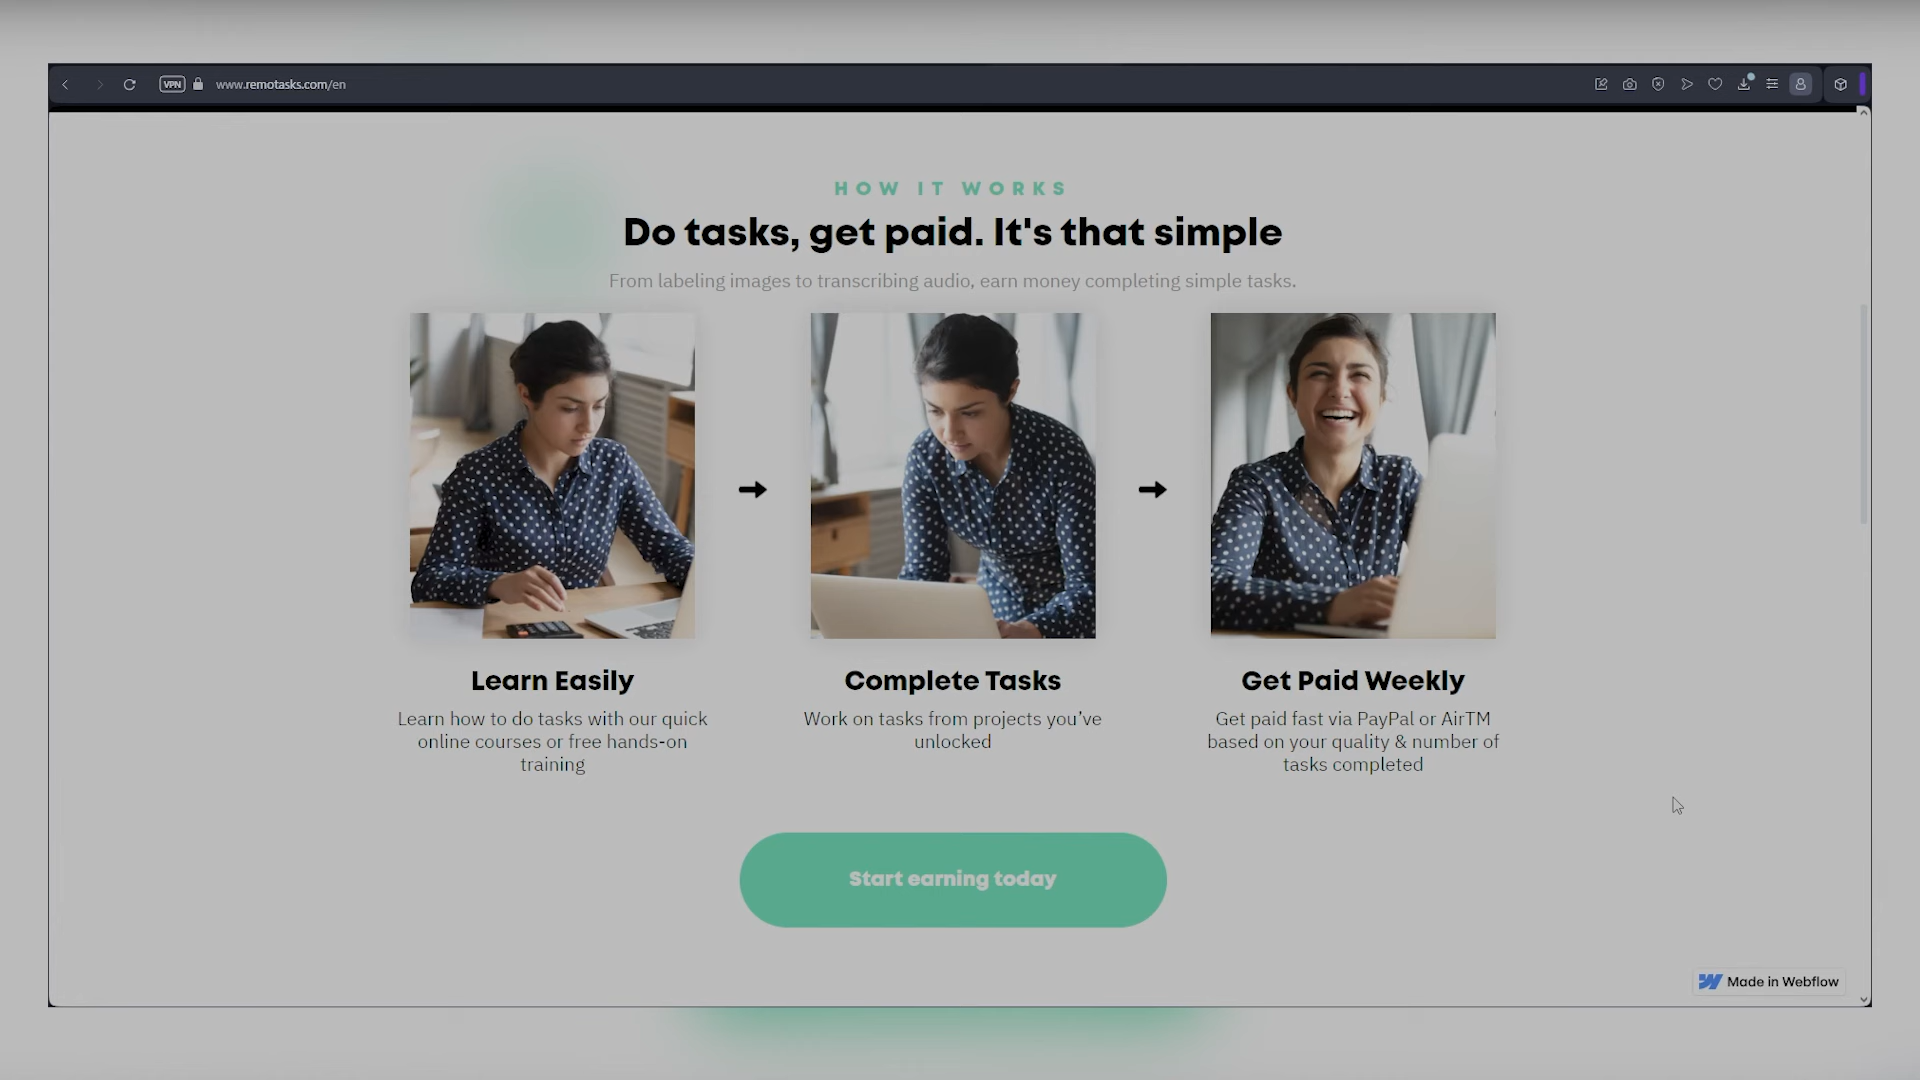 VPN
www.remotasks.com/en
HOW IT WORKS
Do tasks, get paid. It's that simple
From labeling images to transcribing audio, earn money completing simple tasks.
Learn Easily
Learn how to do tasks with our quick
online courses or free hands-on
training
Complete Tasks
Work on tasks from projects you’ve
unlocked
Get Paid Weekly
Get paid fast via PayPal or AirTM
based on your quality & number of
tasks completed
Start earning today
Made in Webflow